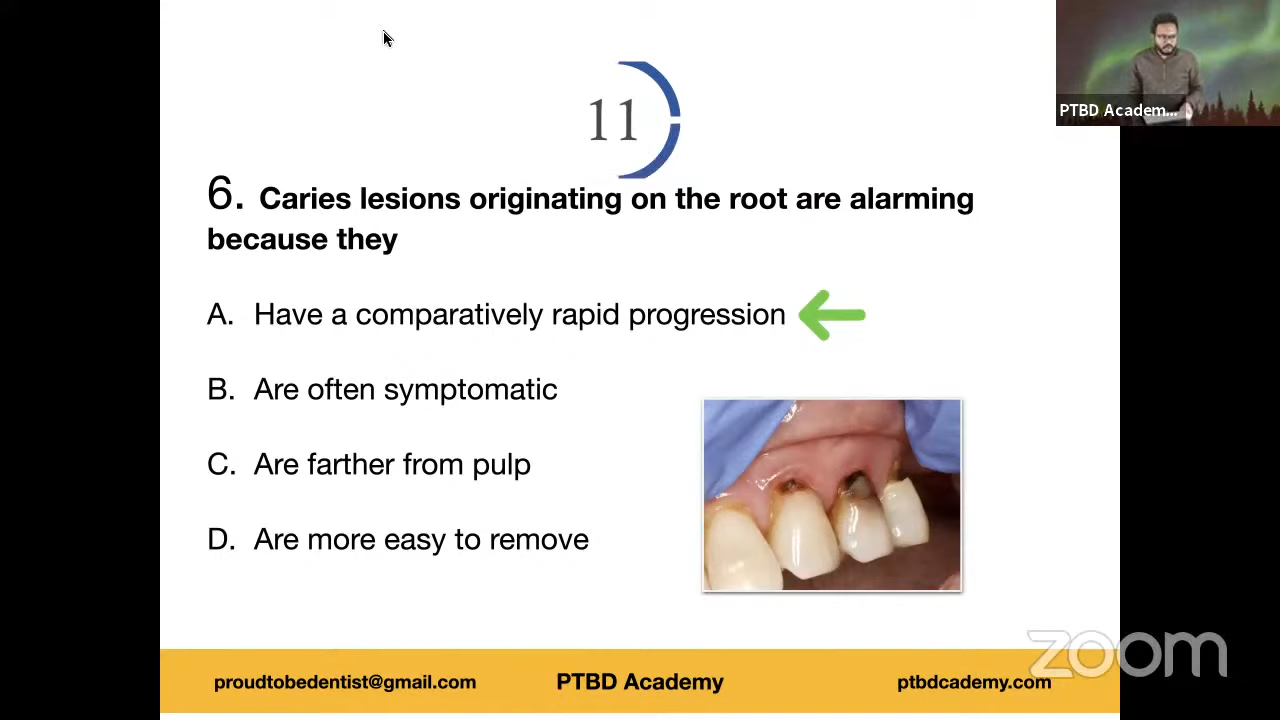 11
PTBD Academ...
6. Caries lesions originating on the root are alarming
because they
A. Have a comparatively rapid progression
B. Are often symptomatic
C. Are farther from pulp
D. Are more easy to remove
zoom
proudtobedentist@gmail.com PTBD Academy ptbdcademy.com